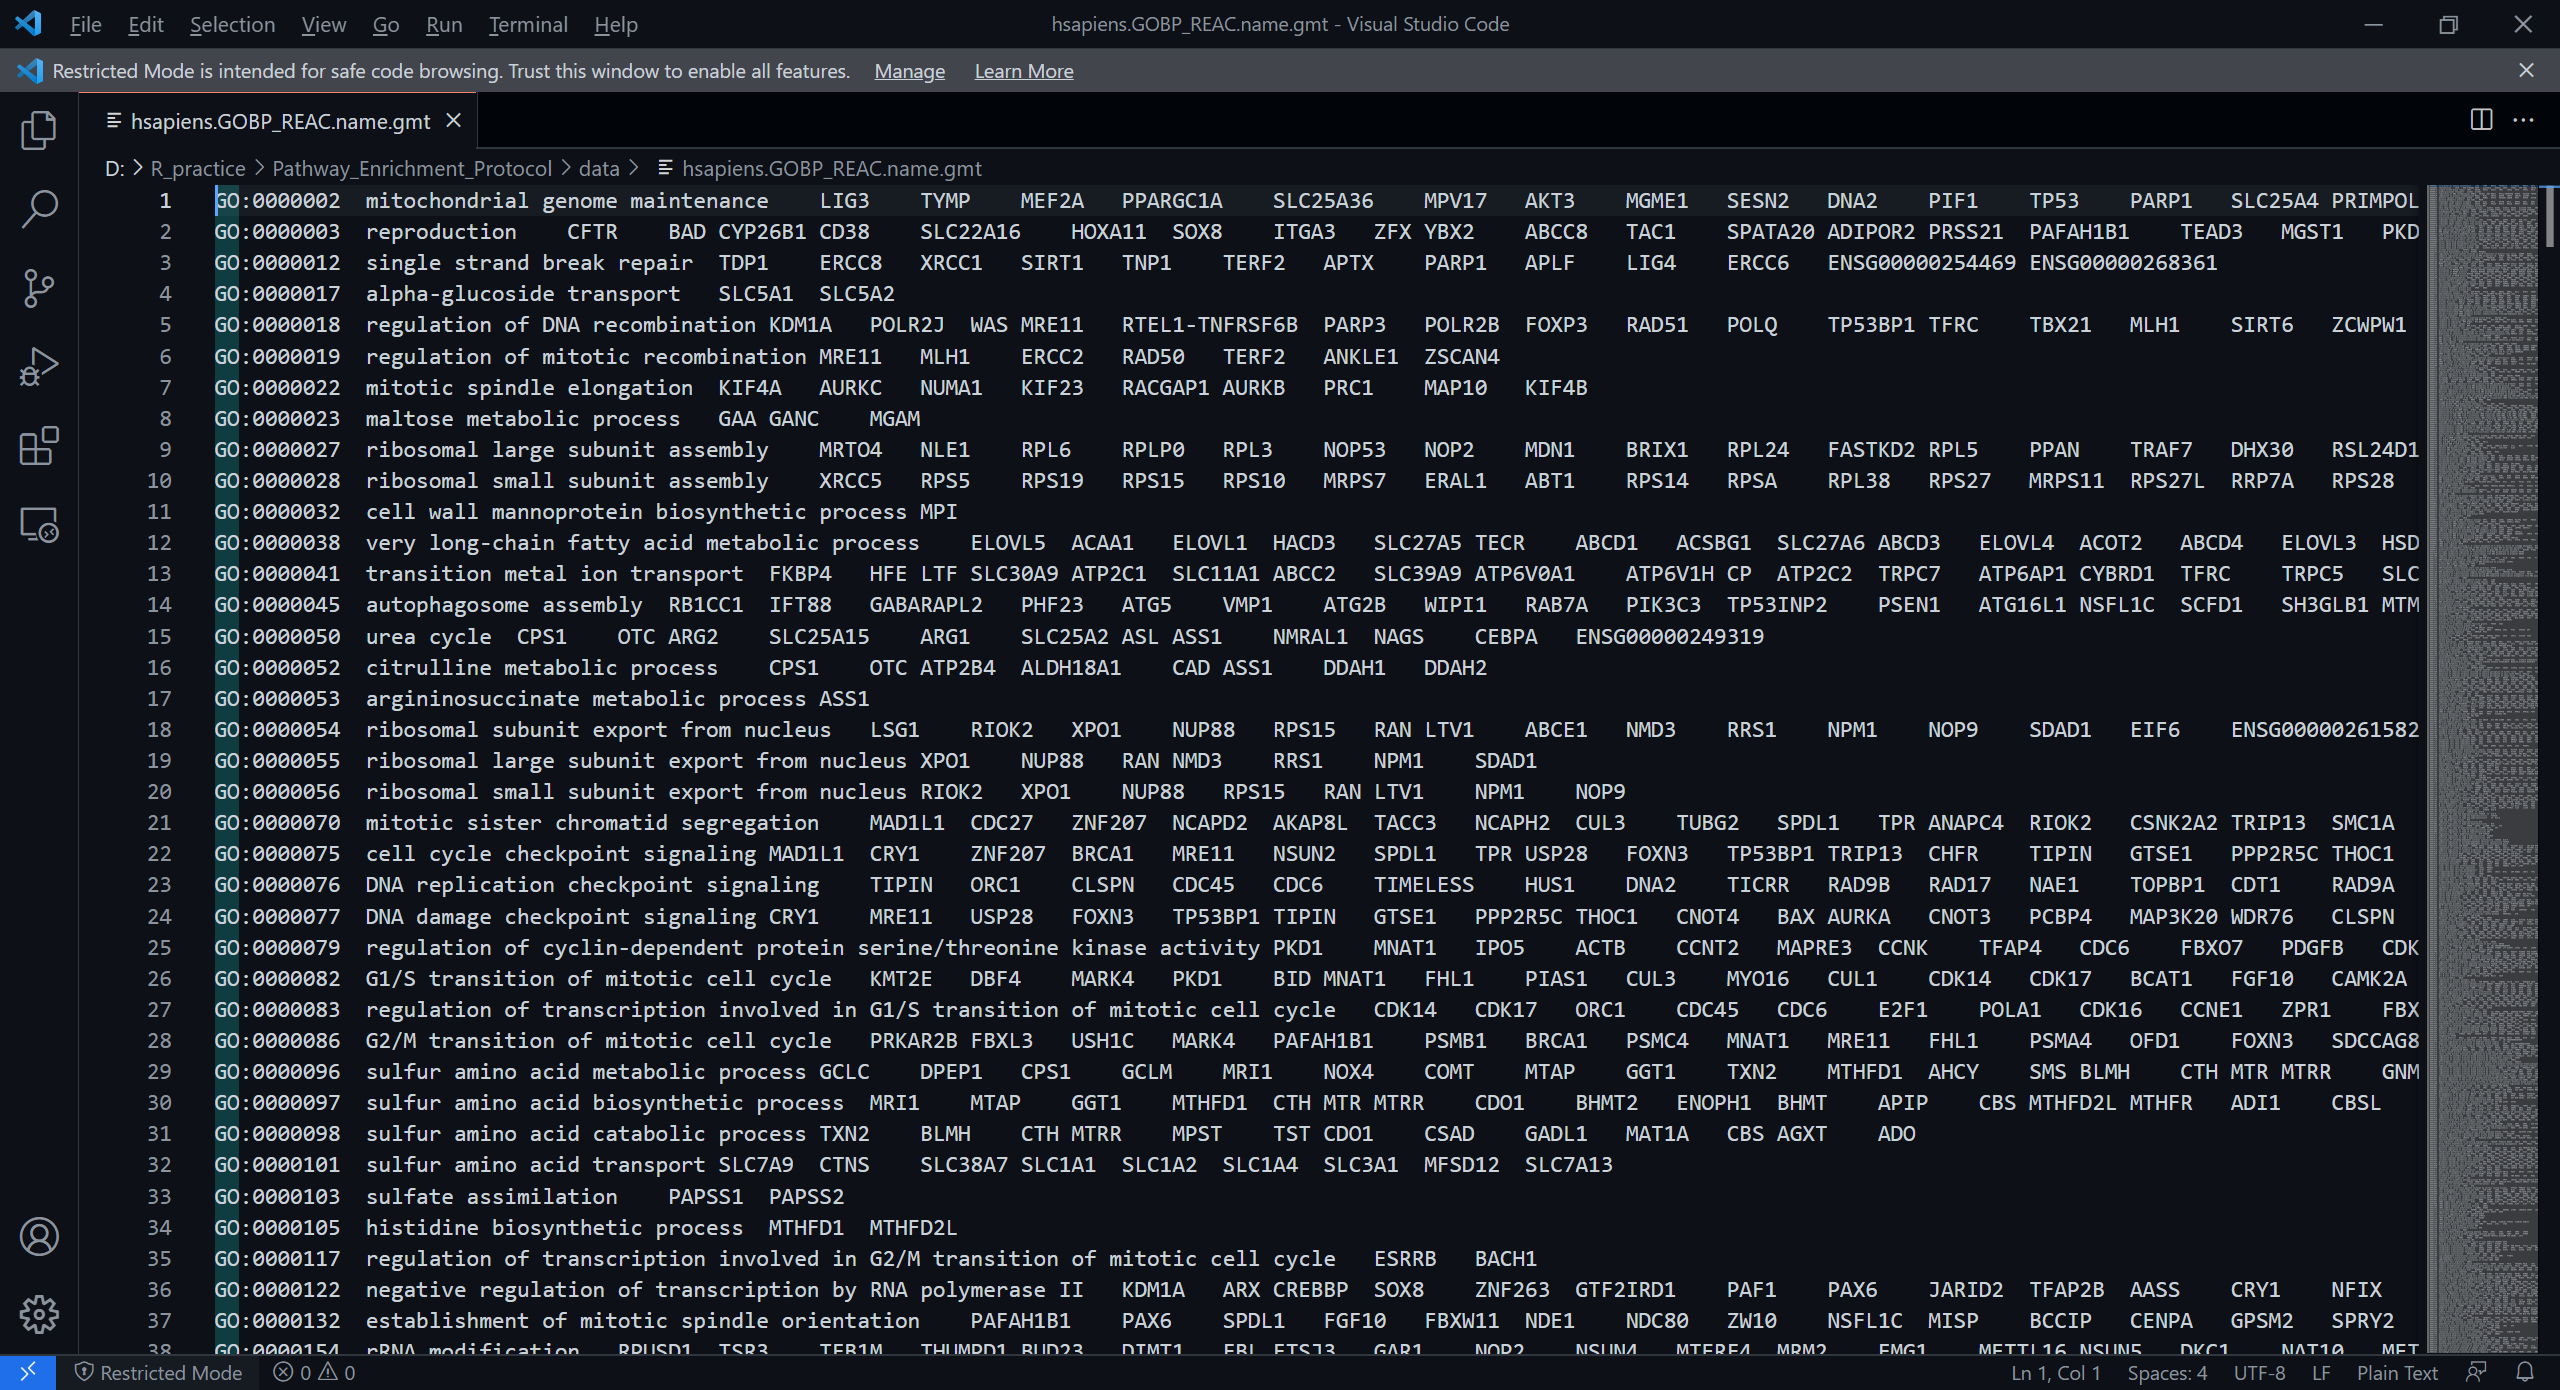 File Edit Selection View Go Run Terminal Help hsapiens.GOBP_REAC.name.gmt - Visual Studio Code
Restricted Mode is intended for safe code browsing. Trust this window to enable all features. Manage Learn More
hsapiens.GOBP_REAC.name.gmt
D: > R_practice > Pathway_Enrichment_Protocol > data > hsapiens.GOBP_REAC.name.gmt
1 GO:0000002 mitochondrial genome maintenance LIG3 TYMP MEF2A PPARGC1A SLC25A36 MPV17 AKT3 MGME1 SESN2 DNA2 PIF1 TP53 PARP1 SLC25A4 PRIMPOL
2 GO:0000003 reproduction CFTR BAD CYP26B1 CD38 SLC22A16 HOXA11 SOX8 ITGA3 ZFX YBX2 ABCC8 TAC1 SPATA20 ADIPOR2 PRSS21 PAFAH1B1 TEAD3 MGST1 PKD
3 GO:0000012 single strand break repair TDP1 ERCC8 XRCC1 SIRT1 TNP1 TERF2 APTX PARP1 APLF LIG4 ERCC6 ENSG00000254469 ENSG00000268361
4 GO:0000017 alpha-glucoside transport SLC5A1 SLC5A2
5 GO:0000018 regulation of DNA recombination KDM1A POLR2J WAS MRE11 RTEL1-TNFRSF6B PARP3 POLR2B FOXP3 RAD51 POLQ TP53BP1 TFRC TBX21 MLH1 SIRT6 ZCWPW1
6 GO:0000019 regulation of mitotic recombination MRE11 MLH1 ERCC2 RAD50 TERF2 ANKLE1 ZSCAN4
7 GO:0000022 mitotic spindle elongation KIF4A AURKC NUMA1 KIF23 RACGAP1 AURKB PRC1 MAP10 KIF4B
8 GO:0000023 maltose metabolic process GAA GANC MGAM
9 GO:0000027 ribosomal large subunit assembly MRTO4 NLE1 RPL6 RPLP0 RPL3 NOP53 NOP2 MDN1 BRIX1 RPL24 FASTKD2 RPL5 PPAN TRAF7 DHX30 RSL24D1
10 GO:0000028 ribosomal small subunit assembly XRCC5 RPS5 RPS19 RPS15 RPS10 MRPS7 ERAL1 ABT1 RPS14 RPSA RPL38 RPS27 MRPS11 RPS27L RRP7A RPS28
11 GO:0000032 cell wall mannoprotein biosynthetic process MPI
12 GO:0000038 very long-chain fatty acid metabolic process ELOVL5 ACAA1 ELOVL1 HACD3 SLC27A5 TECR ABCD1 ACSBG1 SLC27A6 ABCD3 ELOVL4 ACOT2 ABCD4 ELOVL3 HSD
13 GO:0000041 transition metal ion transport FKBP4 HFE LTF SLC30A9 ATP2C1 SLC11A1 ABCC2 SLC39A9 ATP6V0A1 ATP6V1H CP ATP2C2 TRPC7 ATP6AP1 CYBRD1 TFRC TRPC5 SLC
14 GO:0000045 autophagosome assembly RB1CC1 IFT88 GABARAPL2 PHF23 ATG5 VMP1 ATG2B WIPI1 RAB7A PIK3C3 TP53INP2 PSEN1 ATG16L1 NSFL1C SCFD1 SH3GLB1 MTM
15 GO:0000050 urea cycle CPS1 OTC ARG2 SLC25A15 ARG1 SLC25A2 ASL ASS1 NMRAL1 NAGS CEBPA ENSG00000249319
16 GO:0000052 citrulline metabolic process CPS1 OTC ATP2B4 ALDH18A1 CAD ASS1 DDAH1 DDAH2
17 GO:0000053 argininosuccinate metabolic process ASS1
18 GO:0000054 ribosomal subunit export from nucleus LSG1 RIOK2 XPO1 NUP88 RPS15 RAN LTV1 ABCE1 NMD3 RRS1 NPM1 NOP9 SDAD1 EIF6 ENSG00000261582
19 GO:0000055 ribosomal large subunit export from nucleus XPO1 NUP88 RAN NMD3 RRS1 NPM1 SDAD1
20 GO:0000056 ribosomal small subunit export from nucleus RIOK2 XPO1 NUP88 RPS15 RAN LTV1 NPM1 NOP9
21 GO:0000070 mitotic sister chromatid segregation MAD1L1 CDC27 ZNF207 NCAPD2 AKAP8L TACC3 NCAPH2 CUL3 TUBG2 SPDL1 TPR ANAPC4 RIOK2 CSNK2A2 TRIP13 SMC1A
22 GO:0000075 cell cycle checkpoint signaling MAD1L1 CRY1 ZNF207 BRCA1 MRE11 NSUN2 SPDL1 TPR USP28 FOXN3 TP53BP1 TRIP13 CHFR TIPIN GTSE1 PPP2R5C THOC1
23 GO:0000076 DNA replication checkpoint signaling TIPIN ORC1 CLSPN CDC45 CDC6 TIMELESS HUS1 DNA2 TICRR RAD9B RAD17 NAE1 TOPBP1 CDT1 RAD9A
24 GO:0000077 DNA damage checkpoint signaling CRY1 MRE11 USP28 FOXN3 TP53BP1 TIPIN GTSE1 PPP2R5C THOC1 CNOT4 BAX AURKA CNOT3 PCBP4 MAP3K20 WDR76 CLSPN
25 GO:0000079 regulation of cyclin-dependent protein serine/threonine kinase activity PKD1 MNAT1 IPO5 ACTB CCNT2 MAPRE3 CCNK TFAP4 CDC6 FBXO7 PDGFB CDK
26 GO:0000082 G1/S transition of mitotic cell cycle KMT2E DBF4 MARK4 PKD1 BID MNAT1 FHL1 PIAS1 CUL3 MYO16 CUL1 CDK14 CDK17 BCAT1 FGF10 CAMK2A
27 GO:0000083 regulation of transcription involved in G1/S transition of mitotic cell cycle CDK14 CDK17 ORC1 CDC45 CDC6 E2F1 POLA1 CDK16 CCNE1 ZPR1 FBX
28 GO:0000086 G2/M transition of mitotic cell cycle PRKAR2B FBXL3 USH1C MARK4 PAFAH1B1 PSMB1 BRCA1 PSMC4 MNAT1 MRE11 FHL1 PSMA4 OFD1 FOXN3 SDCCAG8
29 GO:0000096 sulfur amino acid metabolic process GCLC DPEP1 CPS1 GCLM MRI1 NOX4 COMT MTAP GGT1 TXN2 MTHFD1 AHCY SMS BLMH CTH MTR MTRR GNM
30 GO:0000097 sulfur amino acid biosynthetic process MRI1 MTAP GGT1 MTHFD1 CTH MTR MTRR CDO1 BHMT2 ENOPH1 BHMT APIP CBS MTHFD2L MTHFR ADI1 CBSL
31 GO:0000098 sulfur amino acid catabolic process TXN2 BLMH CTH MTRR MPST TST CDO1 CSAD GADL1 MAT1A CBS AGXT ADO
32 GO:0000101 sulfur amino acid transport SLC7A9 CTNS SLC38A7 SLC1A1 SLC1A2 SLC1A4 SLC3A1 MFSD12 SLC7A13
33 GO:0000103 sulfate assimilation PAPSS1 PAPSS2
34 GO:0000105 histidine biosynthetic process MTHFD1 MTHFD2L
35 GO:0000117 regulation of transcription involved in G2/M transition of mitotic cell cycle ESRRB BACH1
36 GO:0000122 negative regulation of transcription by RNA polymerase II KDM1A ARX CREBBP SOX8 ZNF263 GTF2IRD1 PAF1 PAX6 JARID2 TFAP2B AASS CRY1 NFIX
37 GO:0000132 establishment of mitotic spindle orientation PAFAH1B1 PAX6 SPDL1 FGF10 FBXW11 NDE1 NDC80 ZW10 NSFL1C MISP BCCIP CENPA GPSM2 SPRY2
38 GO:0000154 rRNA modification RPUSD1 TSR3 TFB1M THUMPD1 BUD23 DIMT1 FBL FTSJ3 GAR1 NOP2 NSUN4 MTERF4 MRM2 EMG1 METTL16 NSUN5 DKC1 NAT10 MET
Restricted Mode 0 0 Ln 1, Col 1 Spaces: 4 UTF-8 LF Plain Text